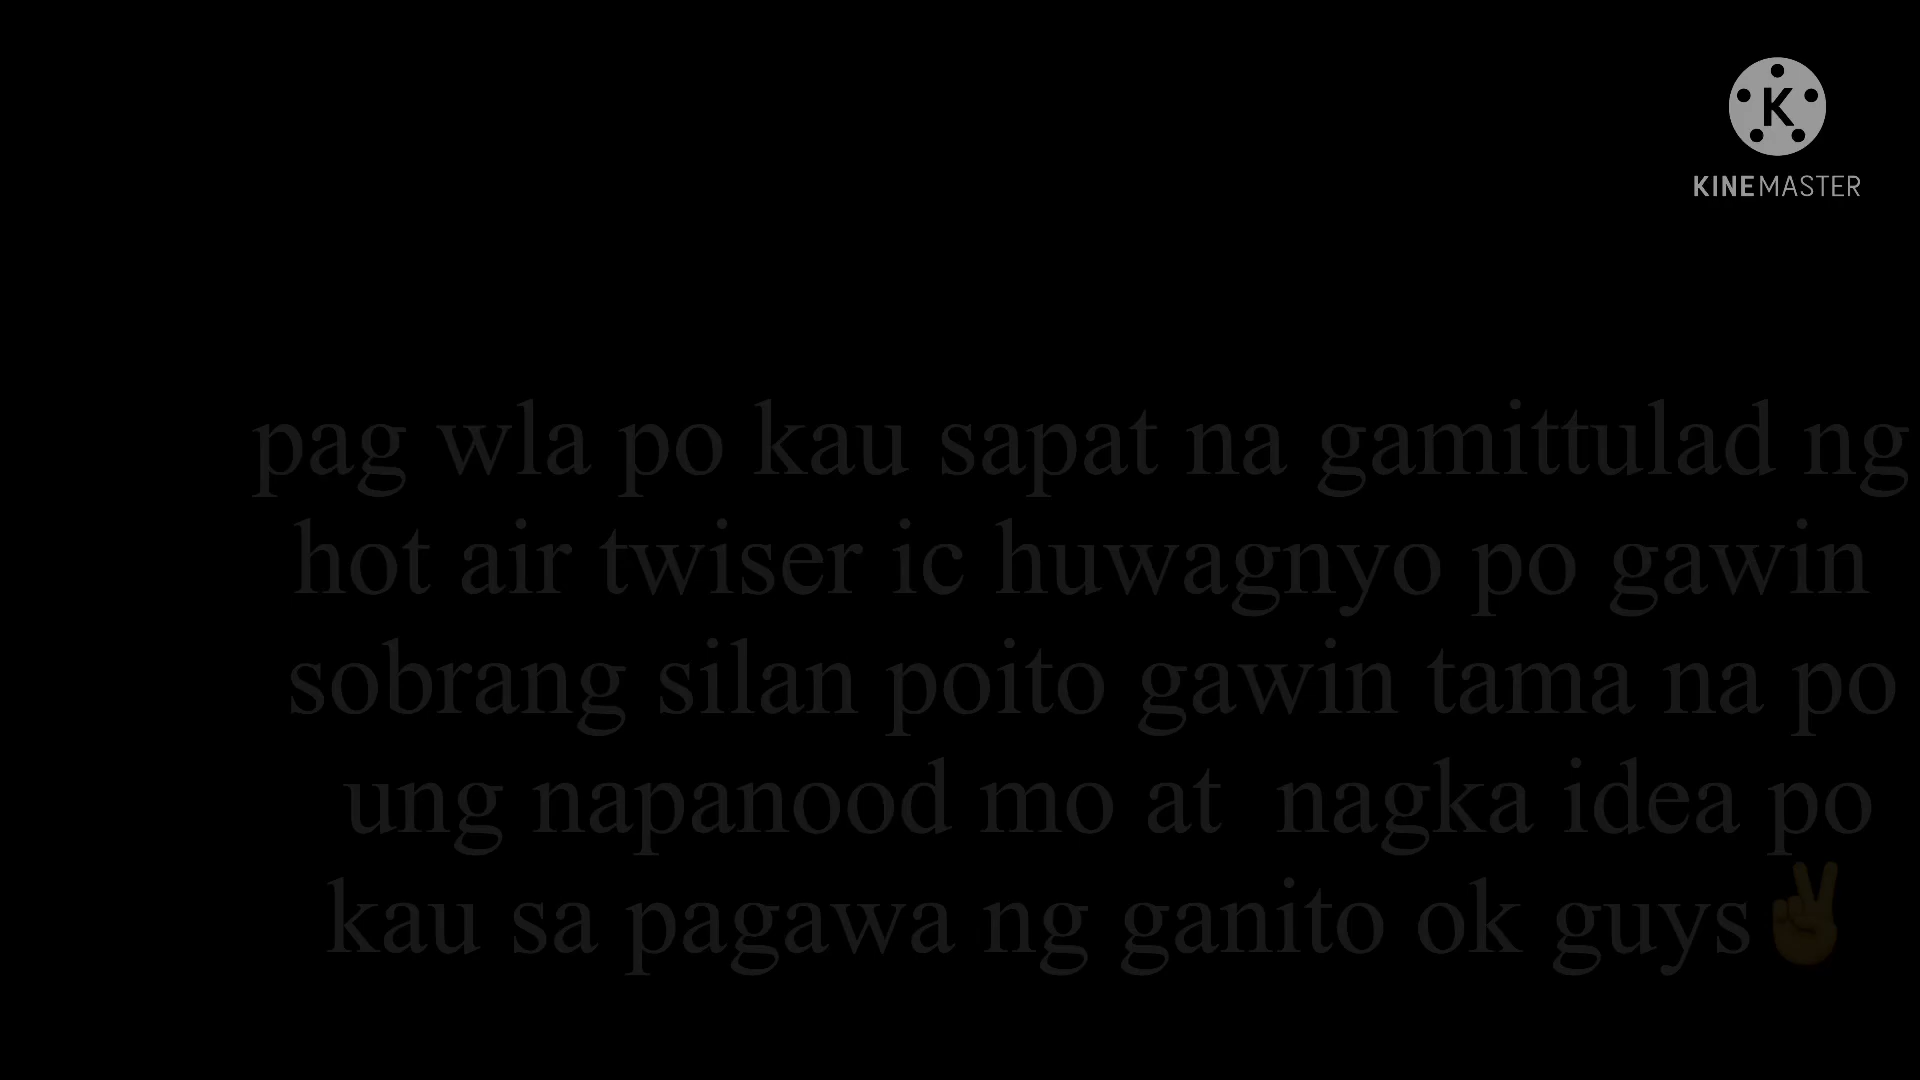 KINEMASTER
pag wla po kau sapat na gamittulad ng
hot air twiser ic huwagnyo po gawin
sobrang silan poito gawin tama na po
ung napanood mo at nagka idea po
kau sa pagawa ng ganito ok guys✌